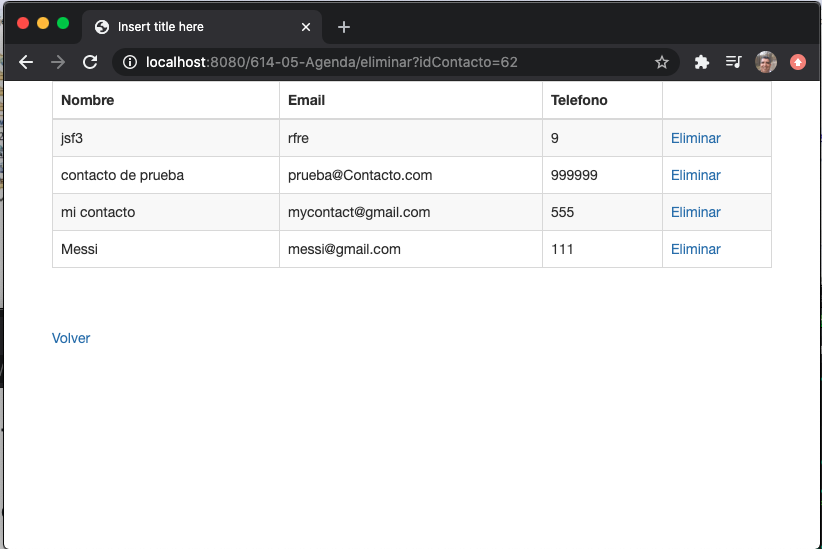 Insert title here
localhost:8080/614-05-Agenda/eliminar?idContacto=62
Nombre Email Telefono
jsf3 rfre 9 Eliminar
contacto de prueba prueba@Contacto.com 999999 Eliminar
mi contacto mycontact@gmail.com 555 Eliminar
Messi messi@gmail.com 111 Eliminar
Volver